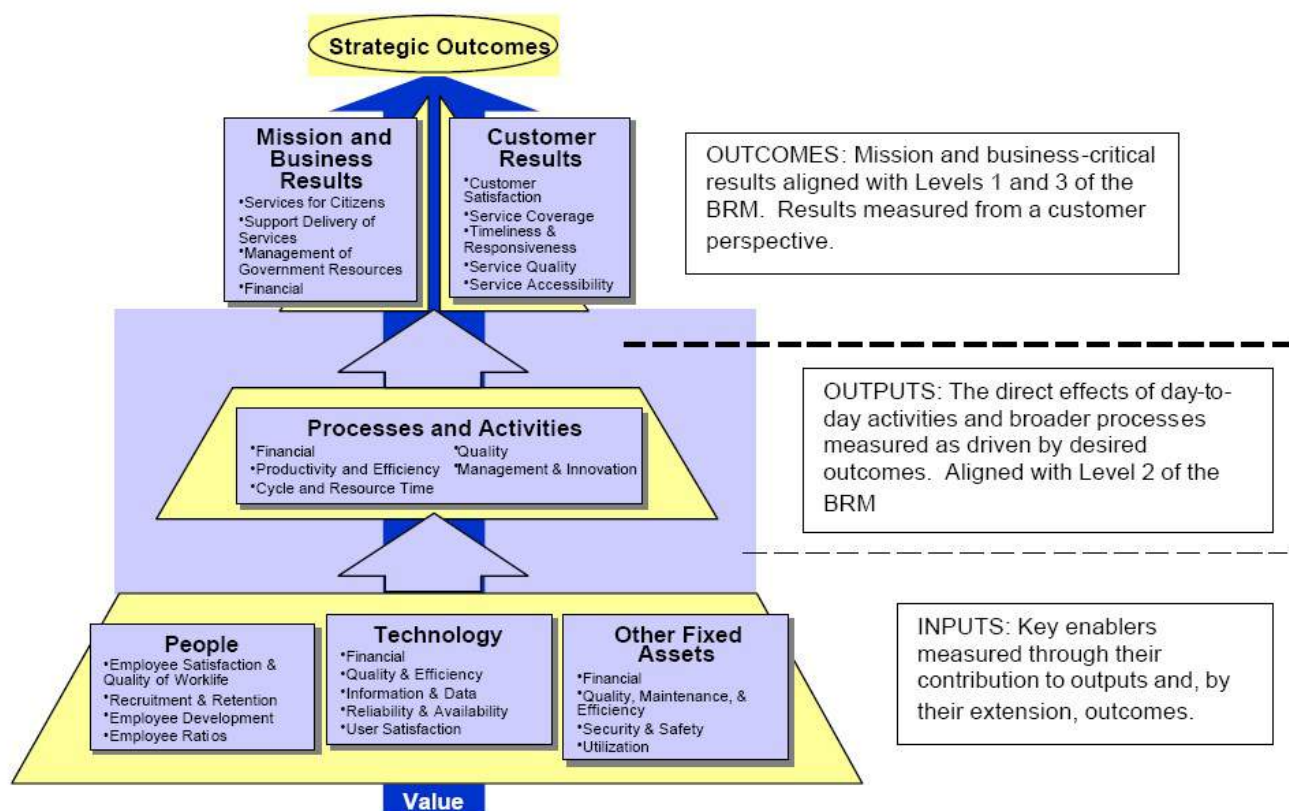 Strategic Outcomes
Mission and
Business
Results
•Services for Citizens
•Support Delivery of
Services
•Management of
Government Resources
•Financial
Customer
Results
•Customer
Satisfaction
•Service Coverage
•Timeliness &
Responsiveness
•Service Quality
•Service Accessibility
OUTCOMES: Mission and business-critical
results aligned with Levels 1 and 3 of the
BRM. Results measured from a customer
perspective.
Processes and Activities
•Financial
•Productivity and Efficiency
•Cycle and Resource Time
•Quality
•Management & Innovation
OUTPUTS: The direct effects of day-to-
day activities and broader processes
measured as driven by desired
outcomes. Aligned with Level 2 of the
BRM
People
•Employee Satisfaction &
Quality of Worklife
•Recruitment & Retention
•Employee Development
•Employee Ratios
Technology
•Financial
•Quality & Efficiency
•Information & Data
•Reliability & Availability
•User Satisfaction
Other Fixed
Assets
•Financial
•Quality, Maintenance, &
Efficiency
•Security & Safety
•Utilization
INPUTS: Key enablers
measured through their
contribution to outputs and, by
their extension, outcomes.
Value